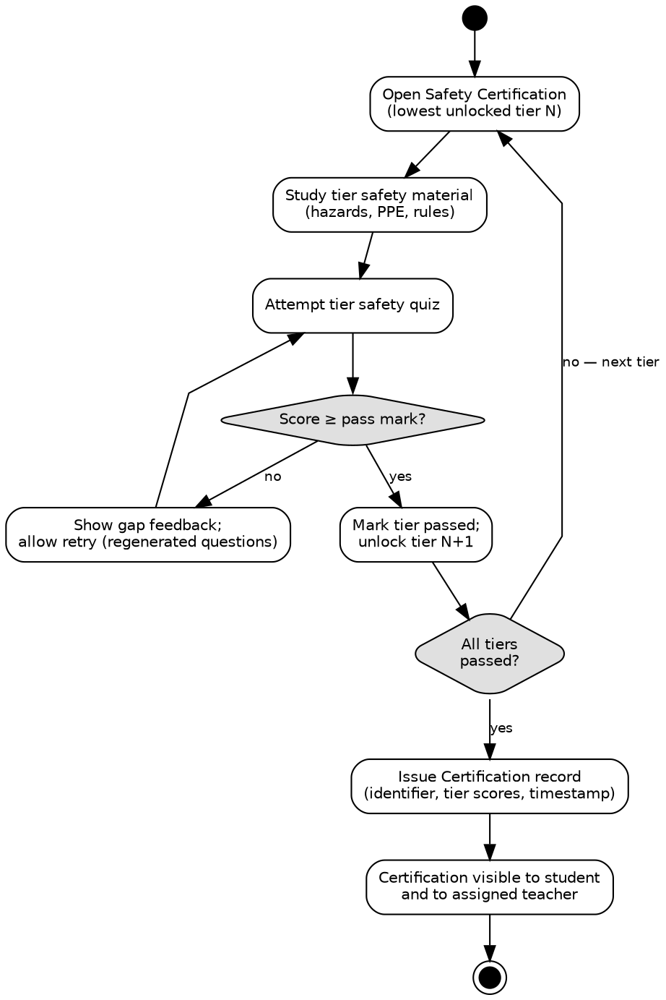 Open Safety Certification
(lowest unlocked tier N)
Study tier safety material
(hazards, PPE, rules)
Attempt tier safety quiz
no — next tier
Score ≥ pass mark?
no
yes
Show gap feedback;
allow retry (regenerated questions)
Mark tier passed;
unlock tier N+1
All tiers
passed?
yes
Issue Certification record
(identifier, tier scores, timestamp)
Certification visible to student
and to assigned teacher